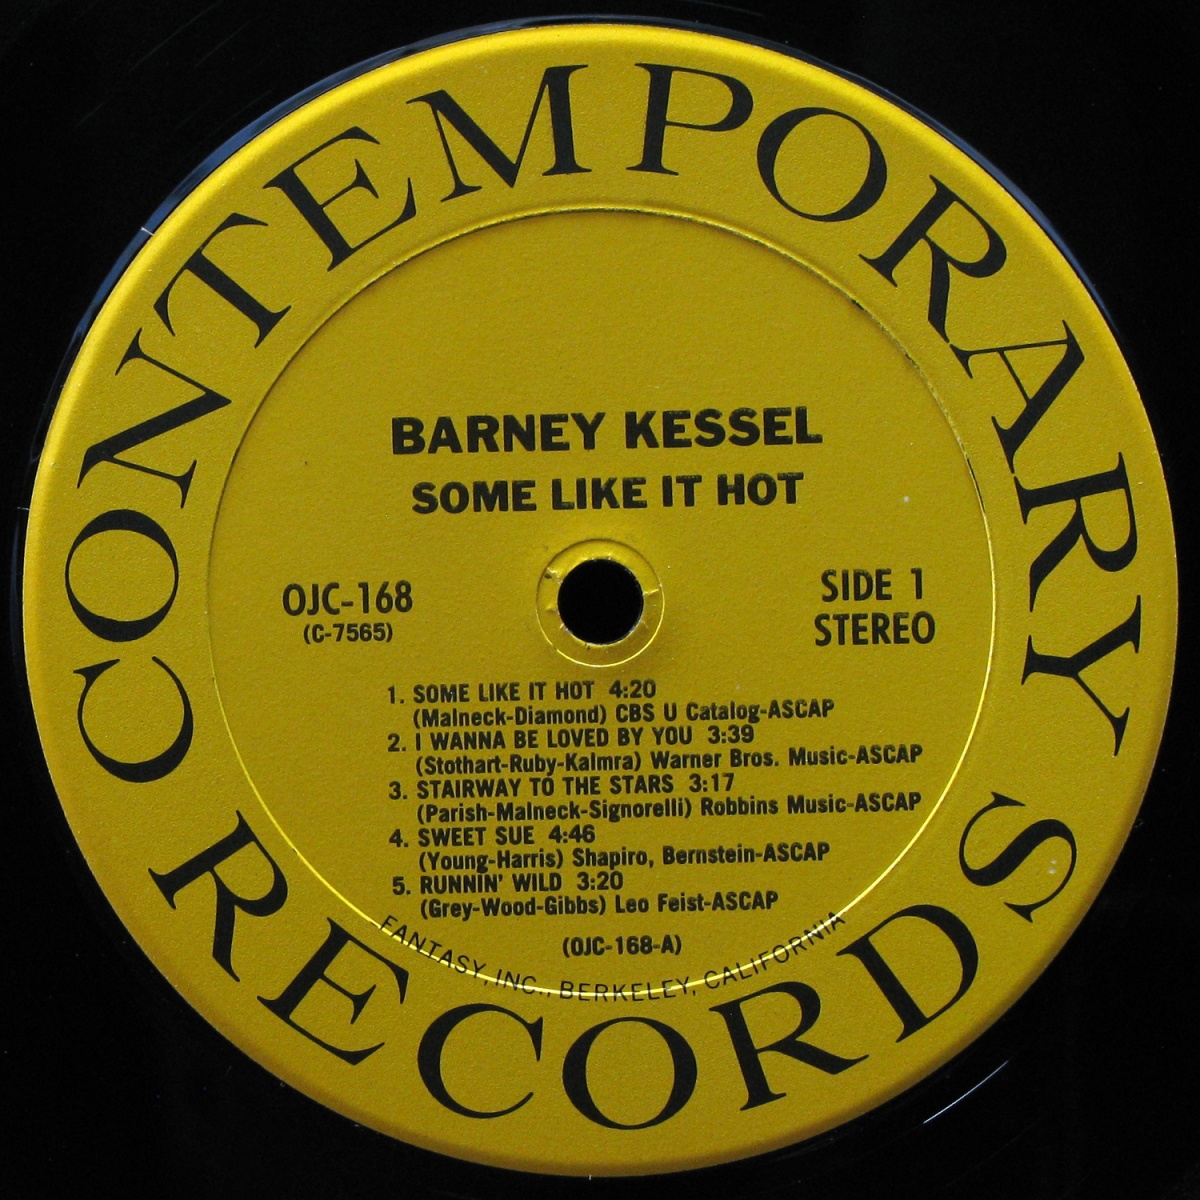 CONTEMPORARY RECORDS
BARNEY KESSEL
SOME LIKE IT HOT
OJC-168
(C-7565)
SIDE 1
STEREO
1. SOME LIKE IT HOT 4:20
(Malneck-Diamond) CBS U Catalog-ASCAP
2. I WANNA BE LOVED BY YOU 3:39
(Stothart-Ruby-Kalmra) Warner Bros. Music-ASCAP
3. STAIRWAY TO THE STARS 3:17
(Parish-Malneck-Signorelli) Robbins Music-ASCAP
4. SWEET SUE 4:46
(Young-Harris) Shapiro, Bernstein-ASCAP
5. RUNNIN' WILD 3:20
(Grey-Wood-Gibbs) Leo Feist-ASCAP
(OJC-168-A)
FANTASY, INC., BERKELEY, CALIFORNIA